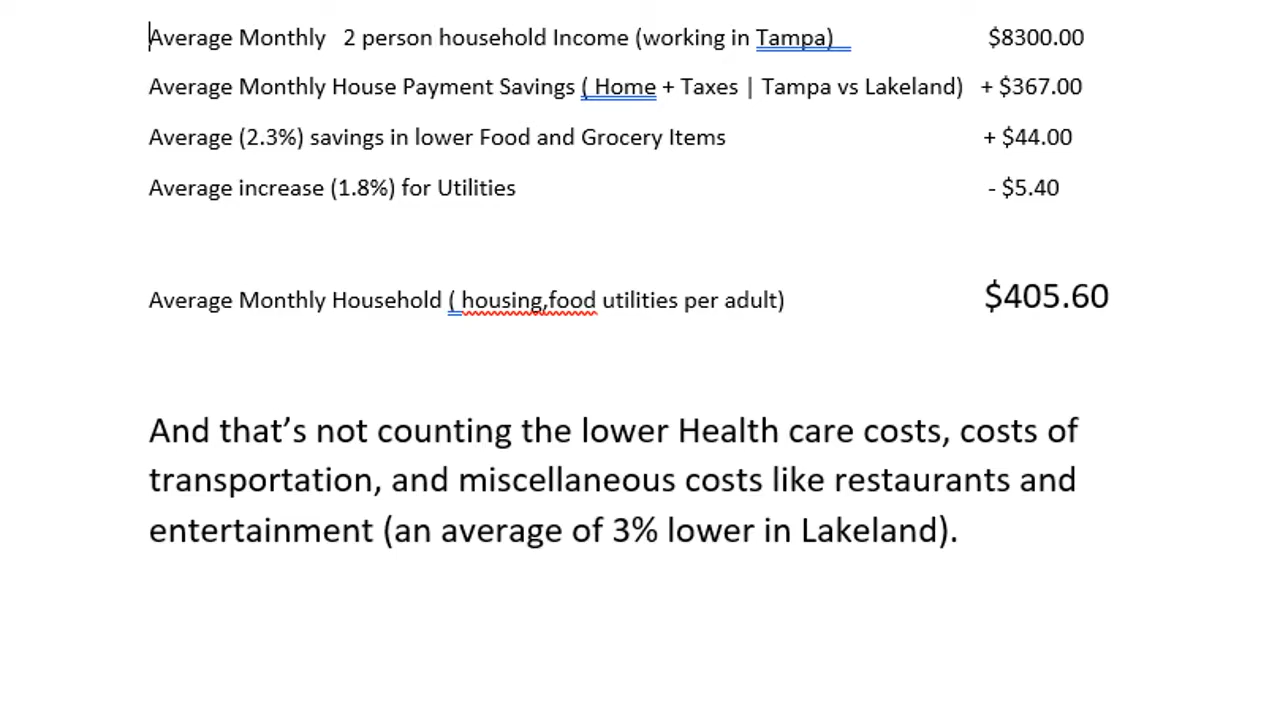 Average Monthly 2 person household Income (working in Tampa) $8300.00
Average Monthly House Payment Savings ( Home + Taxes | Tampa vs Lakeland) + $367.00
Average (2.3%) savings in lower Food and Grocery Items + $44.00
Average increase (1.8%) for Utilities - $5.40
Average Monthly Household ( housing,food utilities per adult) $405.60
And that’s not counting the lower Health care costs, costs of
transportation, and miscellaneous costs like restaurants and
entertainment (an average of 3% lower in Lakeland).